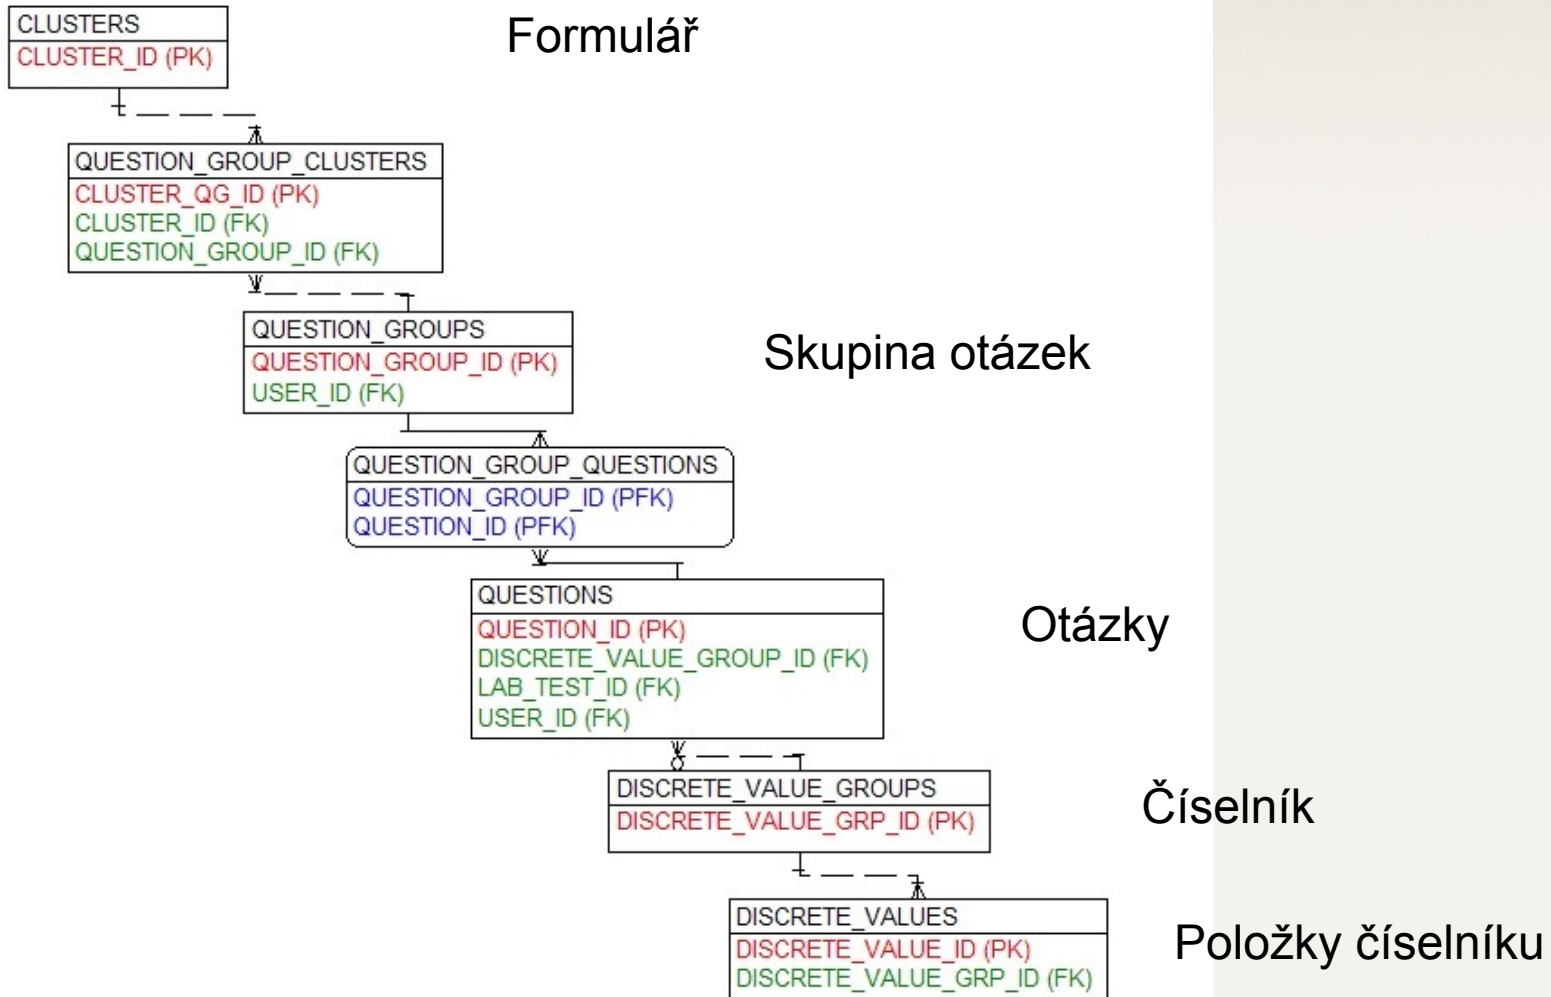 CLUSTERS
CLUSTER_ID (PK)
Formulář
QUESTION_GROUP_CLUSTERS
CLUSTER_QG_ID (PK)
CLUSTER_ID (FK)
QUESTION_GROUP_ID (FK)
QUESTION_GROUPS
QUESTION_GROUP_ID (PK)
USER_ID (FK)
Skupina otázek
QUESTION_GROUP_QUESTIONS
QUESTION_GROUP_ID (PFK)
QUESTION_ID (PFK)
QUESTIONS
QUESTION_ID (PK)
DISCRETE_VALUE_GROUP_ID (FK)
LAB_TEST_ID (FK)
USER_ID (FK)
Otázky
DISCRETE_VALUE_GROUPS
DISCRETE_VALUE_GRP_ID (PK)
Číselník
DISCRETE_VALUES
DISCRETE_VALUE_ID (PK)
DISCRETE_VALUE_GRP_ID (FK)
Položky číselníku